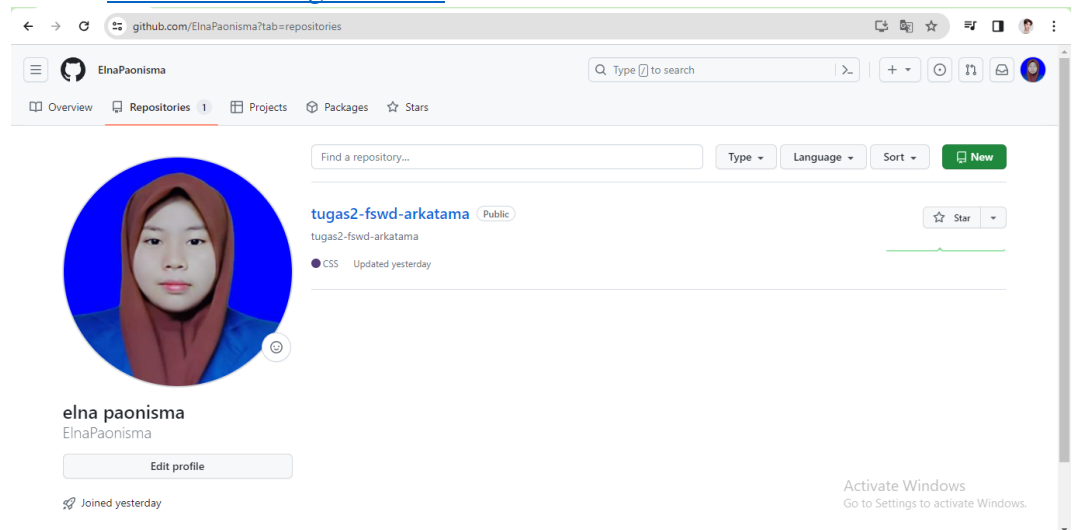 github.com/ElnaPaonisma?tab=repositories
ElnaPaonisma
Type / to search
Overview Repositories 1 Projects Packages Stars
Find a repository...
Type Language Sort New
tugas2-fswd-arkatama Public
Star
tugas2-fswd-arkatama
CSS Updated yesterday
elna paonisma
ElnaPaonisma
Edit profile
Joined yesterday
Activate Windows
Go to Settings to activate Windows.